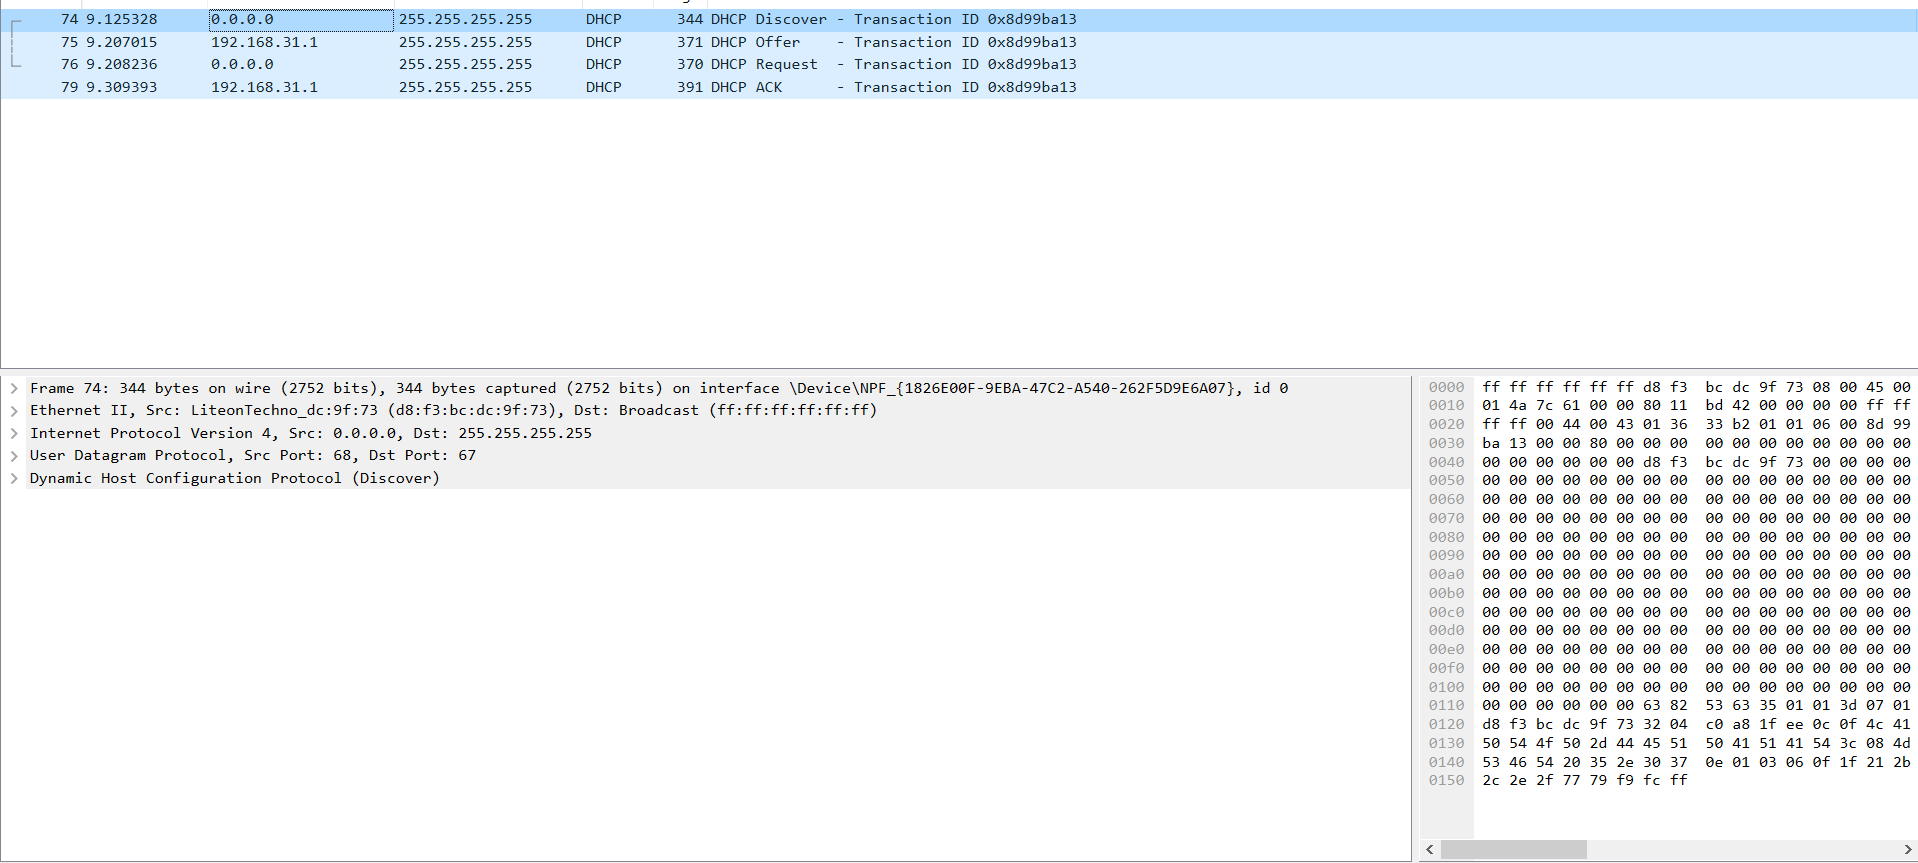 74 9.125328 0.0.0.0 255.255.255.255 DHCP 344 DHCP Discover - Transaction ID 0x8d99ba13
75 9.207015 192.168.31.1 255.255.255.255 DHCP 371 DHCP Offer - Transaction ID 0x8d99ba13
76 9.208236 0.0.0.0 255.255.255.255 DHCP 370 DHCP Request - Transaction ID 0x8d99ba13
79 9.309393 192.168.31.1 255.255.255.255 DHCP 391 DHCP ACK - Transaction ID 0x8d99ba13
Frame 74: 344 bytes on wire (2752 bits), 344 bytes captured (2752 bits) on interface \Device\NPF_{1826E00F-9EBA-47C2-A540-262F5D9E6A07}, id 0
Ethernet II, Src: LiteonTechno_dc:9f:73 (d8:f3:bc:dc:9f:73), Dst: Broadcast (ff:ff:ff:ff:ff:ff)
Internet Protocol Version 4, Src: 0.0.0.0, Dst: 255.255.255.255
User Datagram Protocol, Src Port: 68, Dst Port: 67
Dynamic Host Configuration Protocol (Discover)
0000 ff ff ff ff ff ff d8 f3 bc dc 9f 73 08 00 45 00
0010 01 4a 7c 61 00 00 80 11 bd 42 00 00 00 00 ff ff
0020 ff ff 00 44 00 43 01 36 33 b2 01 01 06 00 8d 99
0030 ba 13 00 00 80 00 00 00 00 00 00 00 00 00 00 00
0040 00 00 00 00 00 00 d8 f3 bc dc 9f 73 00 00 00 00
0050 00 00 00 00 00 00 00 00 00 00 00 00 00 00 00 00
0060 00 00 00 00 00 00 00 00 00 00 00 00 00 00 00 00
0070 00 00 00 00 00 00 00 00 00 00 00 00 00 00 00 00
0080 00 00 00 00 00 00 00 00 00 00 00 00 00 00 00 00
0090 00 00 00 00 00 00 00 00 00 00 00 00 00 00 00 00
00a0 00 00 00 00 00 00 00 00 00 00 00 00 00 00 00 00
00b0 00 00 00 00 00 00 00 00 00 00 00 00 00 00 00 00
00c0 00 00 00 00 00 00 00 00 00 00 00 00 00 00 00 00
00d0 00 00 00 00 00 00 00 00 00 00 00 00 00 00 00 00
00e0 00 00 00 00 00 00 00 00 00 00 00 00 00 00 00 00
00f0 00 00 00 00 00 00 00 00 00 00 00 00 00 00 00 00
0100 00 00 00 00 00 00 00 00 00 00 00 00 00 00 00 00
0110 00 00 00 00 00 00 63 82 53 63 35 01 01 3d 07 01
0120 d8 f3 bc dc 9f 73 32 04 c0 a8 1f ee 0c 0f 4c 41
0130 50 54 4f 50 2d 44 45 51 50 41 51 41 54 3c 08 4d
0140 53 46 54 20 35 2e 30 37 0e 01 03 06 0f 1f 21 2b
0150 2c 2e 2f 77 79 f9 fc ff